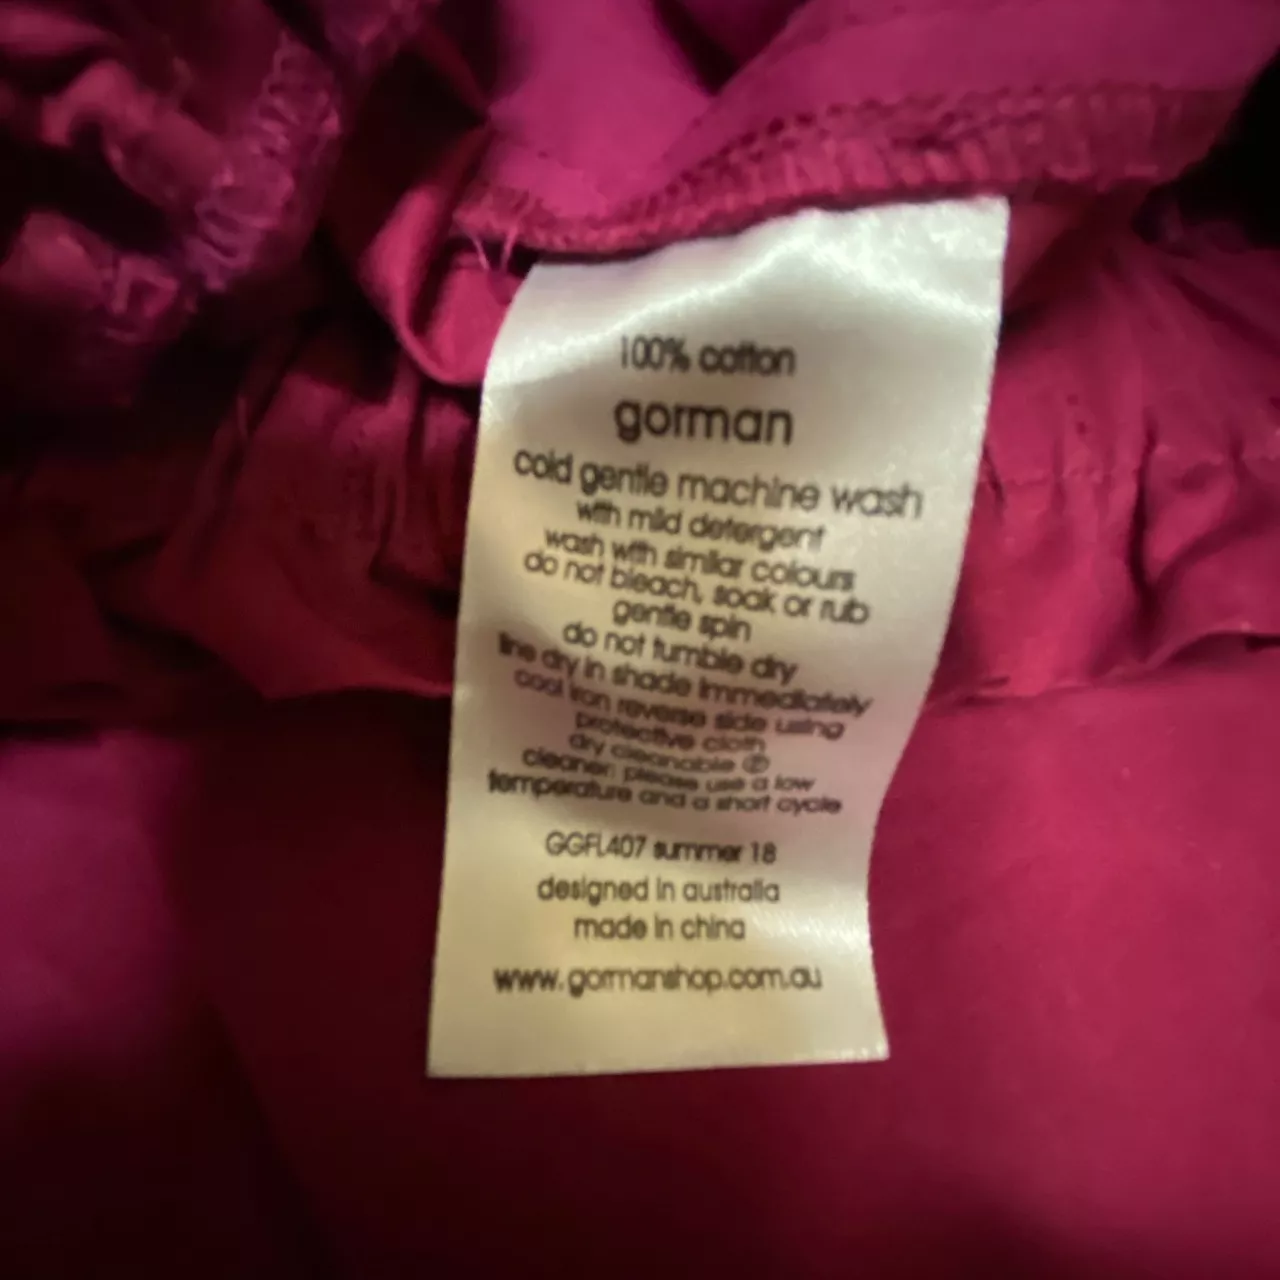 100% cotton
gorman
cold gentle machine wash
with mild detergent
wash with similar colours
do not bleach, soak or rub
gentle spin
do not tumble dry
line dry in shade immediately
cool iron reverse side using
protective cloth
dry cleanable Ⓟ
cleaner: please use a low
temperature and a short cycle
GGFL407 summer 18
designed in australia
made in china
www.gormanshop.com.au